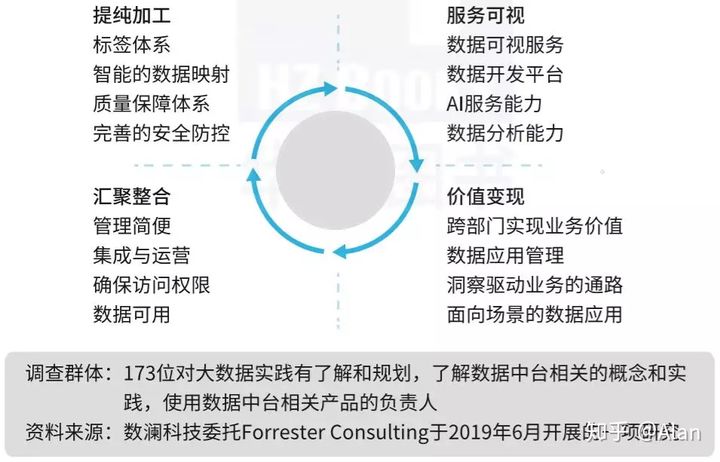 提纯加工
标签体系
智能的数据映射
质量保障体系
完善的安全防控
服务可视
数据可视服务
数据开发平台
AI服务能力
数据分析能力
汇聚整合
管理简便
集成与运营
确保访问权限
数据可用
价值变现
跨部门实现业务价值
数据应用管理
洞察驱动业务的通路
面向场景的数据应用
调查群体：173位对大数据实践有了解和规划，了解数据中台相关的概念和实
践，使用数据中台相关产品的负责人
资料来源：数澜科技委托Forrester Consulting于2019年6月开展的一项研究
知乎 @Alan
HZ Books